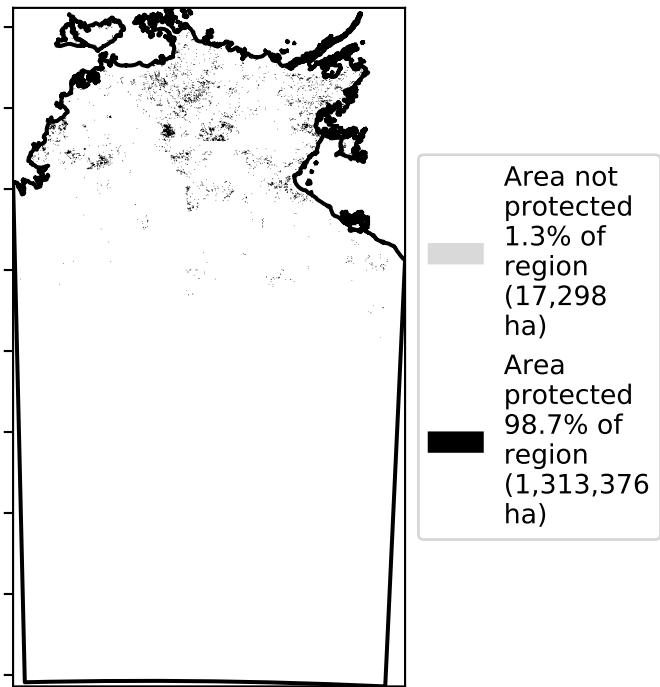 Area not
protected
1.3% of
region
(17,298
ha)
Area
protected
98.7% of
region
(1,313,376
ha)